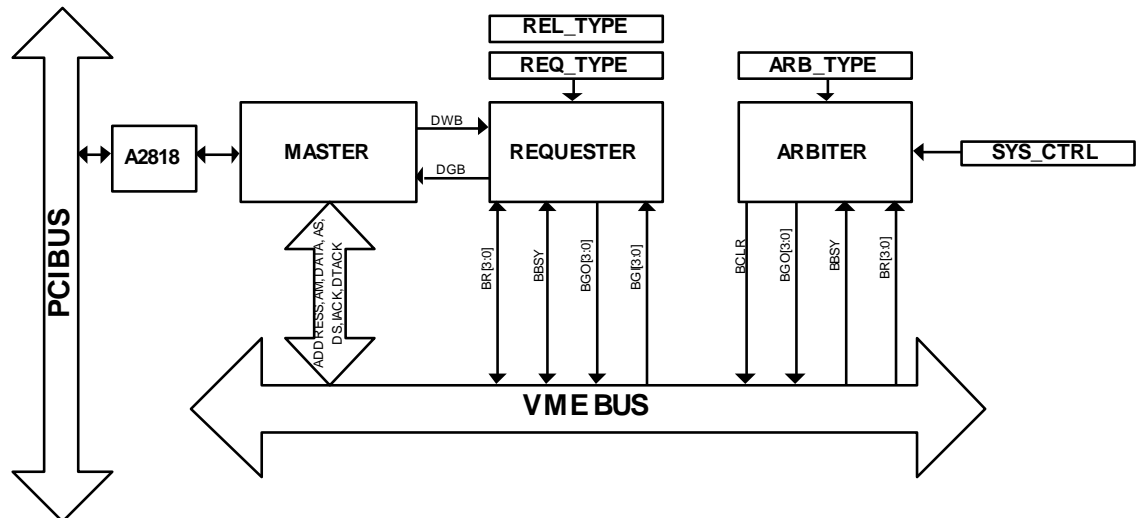 REL_TYPE
REQ_TYPE
ARB_TYPE
PCIBUS
A2818
MASTER
DWB
DGB
REQUESTER
ARBITER
SYS_CTRL
ADDRESS, AM, DATA, AS,
DS, IACK, DTACK
BR[3:0]
BBSY
BGO[3:0]
BGI[3:0]
BCLR
BGO[3:0]
BBSY
BR[3:0]
VME BUS